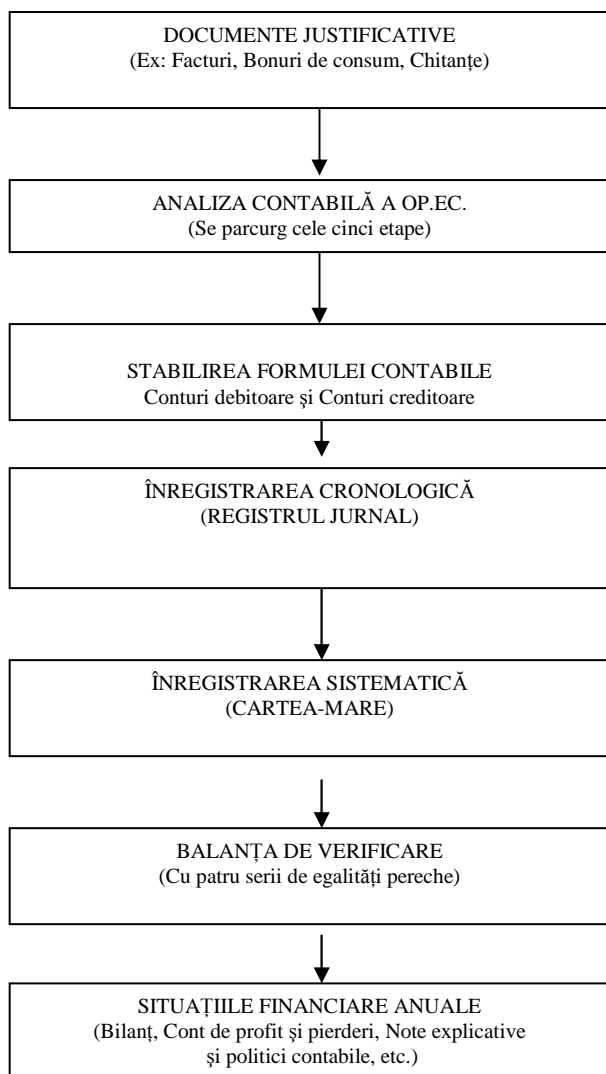 DOCUMENTE JUSTIFICATIVE
(Ex: Facturi, Bonuri de consum, Chitanțe)
ANALIZA CONTABILĂ A OP.EC.
(Se parcurg cele cinci etape)
STABILIREA FORMULEI CONTABILE
Conturi debitoare şi Conturi creditoare
ÎNREGISTRAREA CRONOLOGICĂ
(REGISTRUL JURNAL)
ÎNREGISTRAREA SISTEMATICĂ
(CARTEA-MARE)
BALANȚA DE VERIFICARE
(Cu patru serii de egalități pereche)
SITUAȚIILE FINANCIARE ANUALE
(Bilanț, Cont de profit şi pierderi, Note explicative
şi politici contabile, etc.)